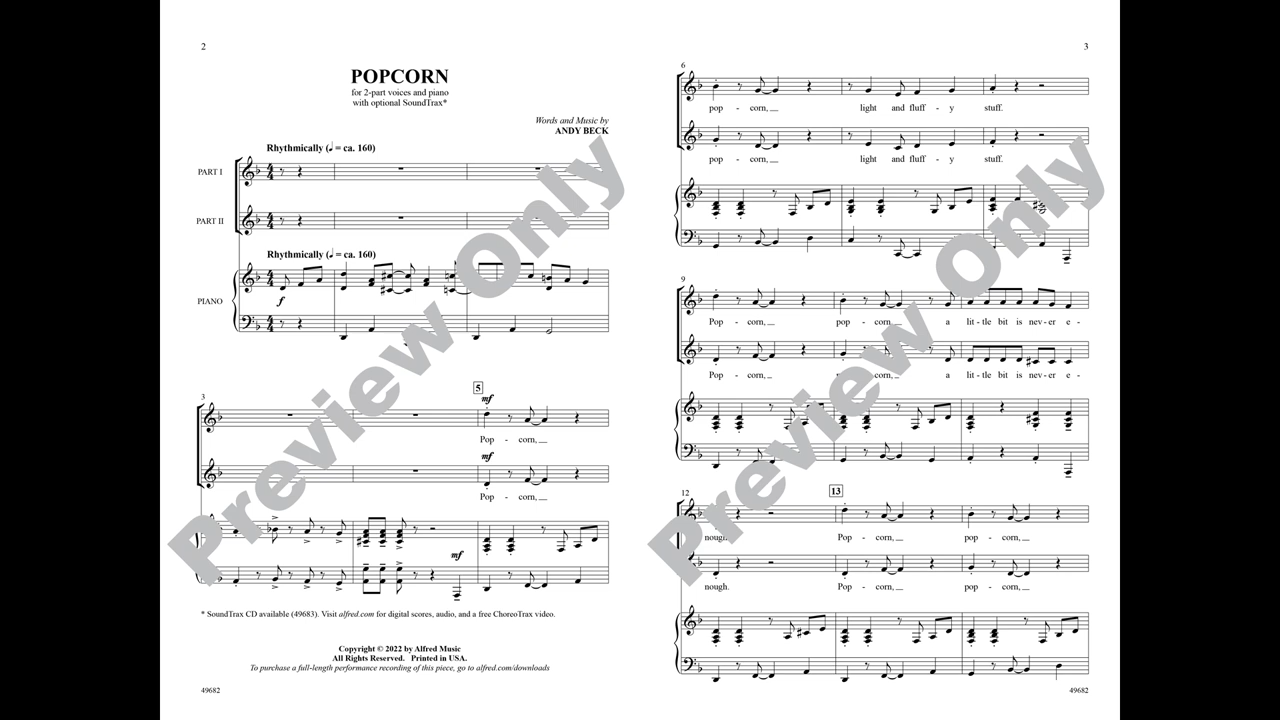 2
POPCORN
for 2-part voices and piano
with optional SoundTrax*
Words and Music by
ANDY BECK
Rhythmically (♩ = ca. 160)
PART I
PART II
Rhythmically (♩ = ca. 160)
PIANO
f
3
5
mf
Pop - corn,
mf
Pop - corn,
mf
* SoundTrax CD available (49683). Visit alfred.com for digital scores, audio, and a free ChoreoTrax video.
Copyright © 2022 by Alfred Music
All Rights Reserved. Printed in USA.
To purchase a full-length performance recording of this piece, go to alfred.com/downloads
49682
Preview Only
3
6
pop - corn, light and fluff - y stuff.
pop - corn, light and fluff - y stuff.
9
Pop - corn, pop - corn, a lit - tle bit is nev - er e -
Pop - corn, corn, a lit - tle bit is nev - er e -
12
13
nough. Pop - corn, pop - corn,
nough. Pop - corn, pop - corn,
49682
Preview Only